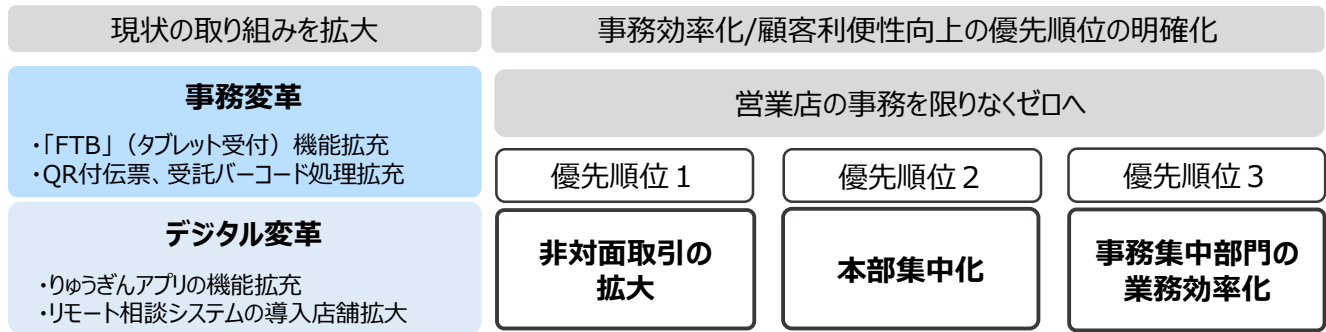 現状の取り組みを拡大
事務変革
・「FTB」（タブレット受付）機能拡充
・QR付伝票、受託バーコード処理拡充
デジタル変革
・りゅうぎんアプリの機能拡充
・リモート相談システムの導入店舗拡大
事務効率化/顧客利便性向上の優先順位の明確化
営業店の事務を限りなくゼロへ
優先順位１
非対面取引の
拡大
優先順位２
本部集中化
優先順位３
事務集中部門の
業務効率化